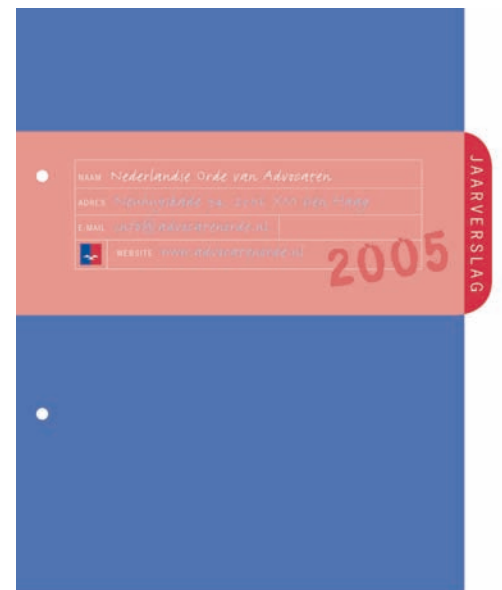 NAAM Nederlandse Orde van Advocaten
ADRES Neuhuyskade 94, 2596 XM Den Haag
E-MAIL info@advocatenorde.nl
WEBSITE www.advocatenorde.nl
2005
JAARVERSLAG